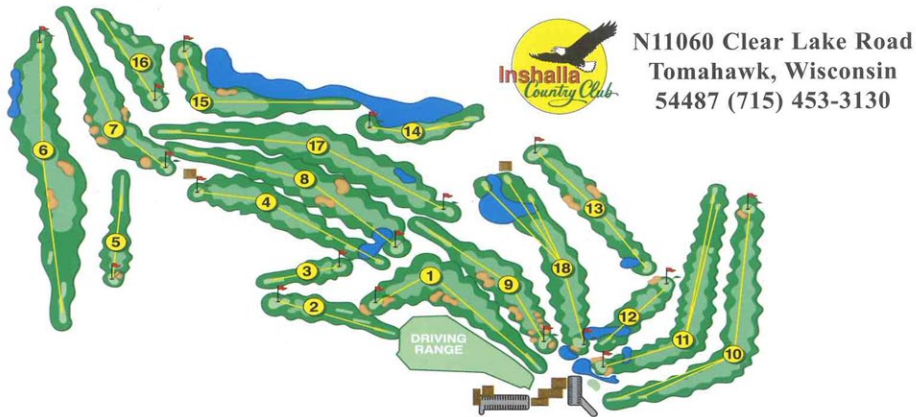 Inshalla
Country Club
N11060 Clear Lake Road
Tomahawk, Wisconsin
54487 (715) 453-3130
16
15
14
6
7
17
8
4
13
5
3
2
1
9
18
12
11
10
DRIVING
RANGE